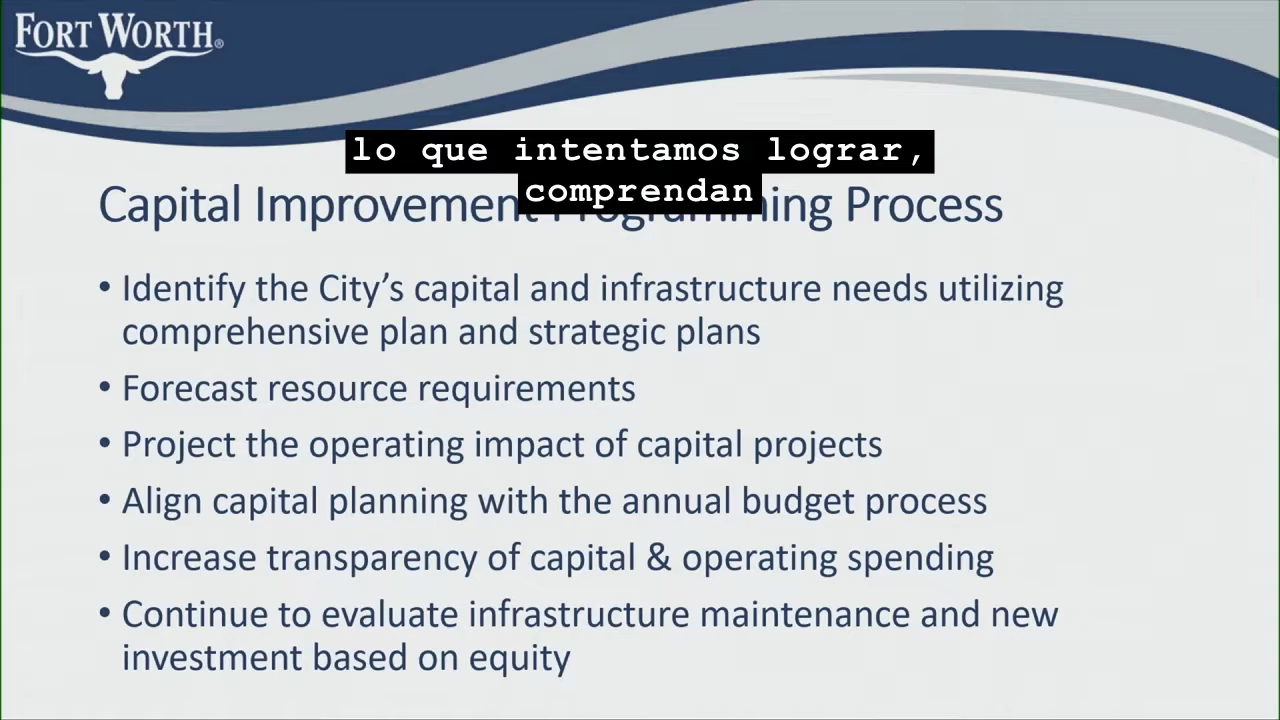 FORT WORTH®
lo que intentamos lograr,
comprendan
Capital Improvement Programming Process
• Identify the City's capital and infrastructure needs utilizing
comprehensive plan and strategic plans
• Forecast resource requirements
• Project the operating impact of capital projects
• Align capital planning with the annual budget process
• Increase transparency of capital & operating spending
• Continue to evaluate infrastructure maintenance and new
investment based on equity